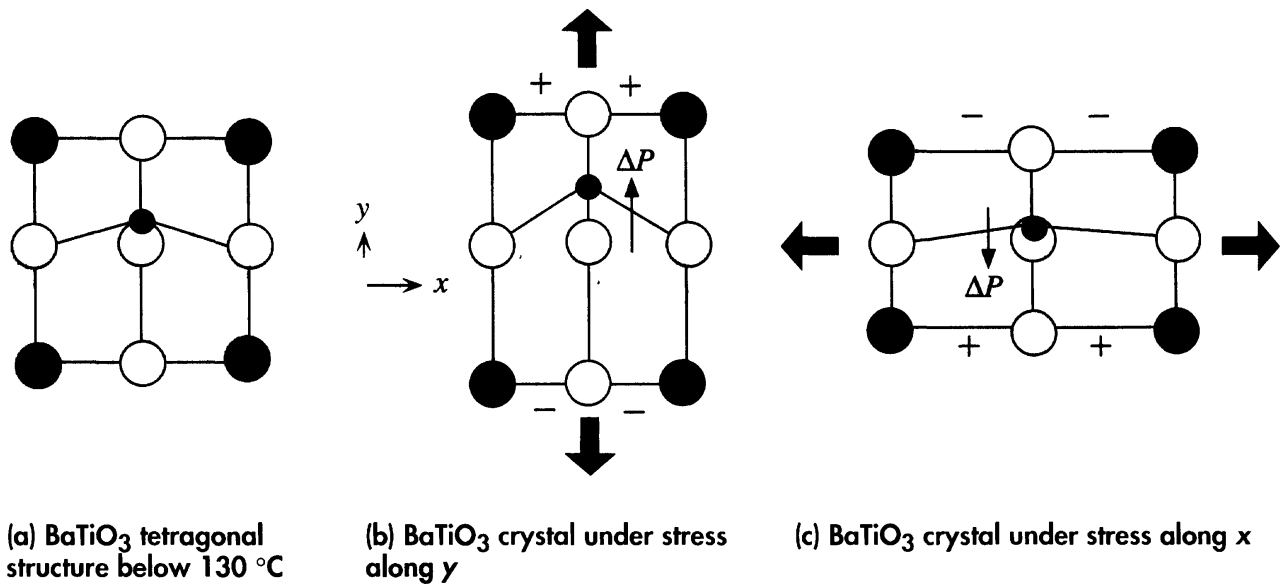 + +
ΔP
y
x
− −
− −
ΔP
+ +
(a) BaTiO3 tetragonal
structure below 130 °C
(b) BaTiO3 crystal under stress
along y
(c) BaTiO3 crystal under stress along x